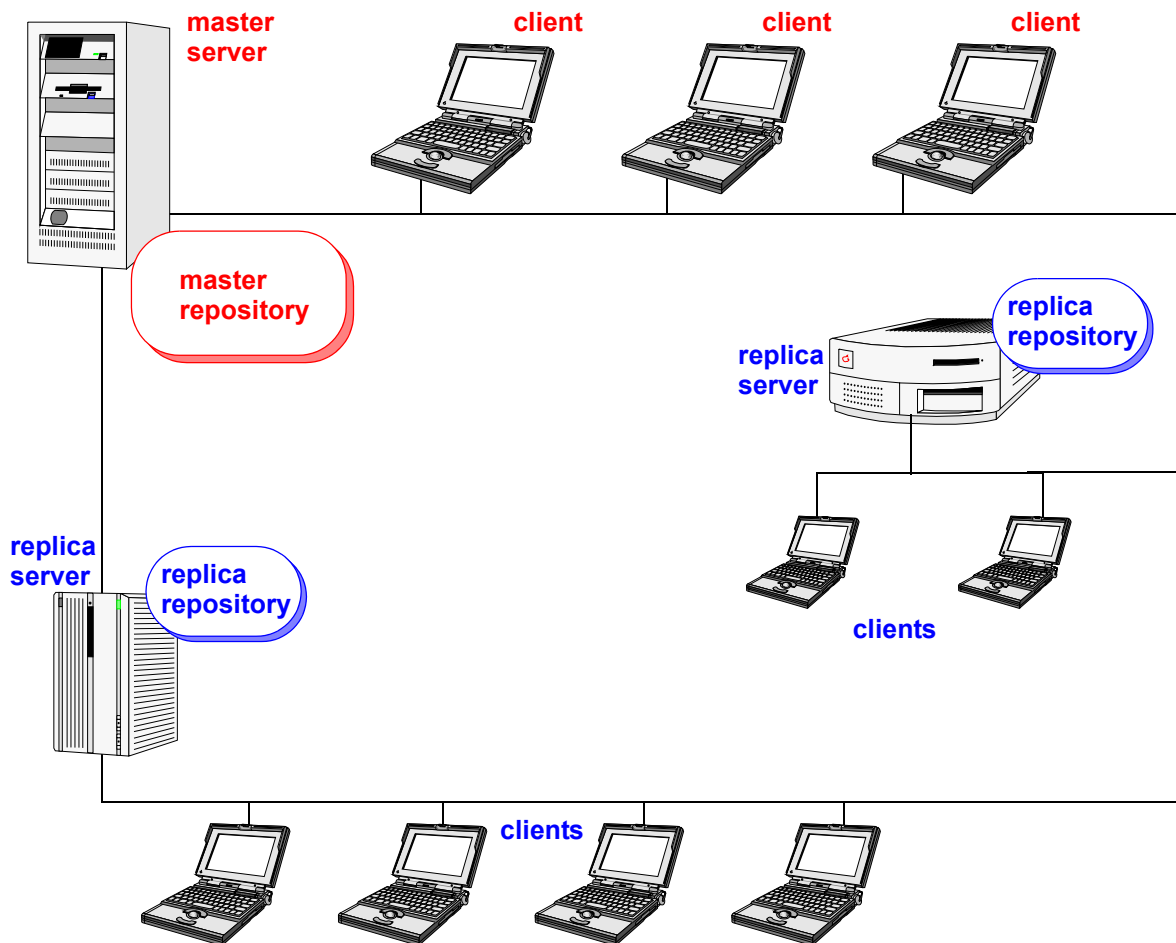 master
server
client
client
client
master
repository
replica
repository
replica
server
replica
server
replica
repository
clients
clients